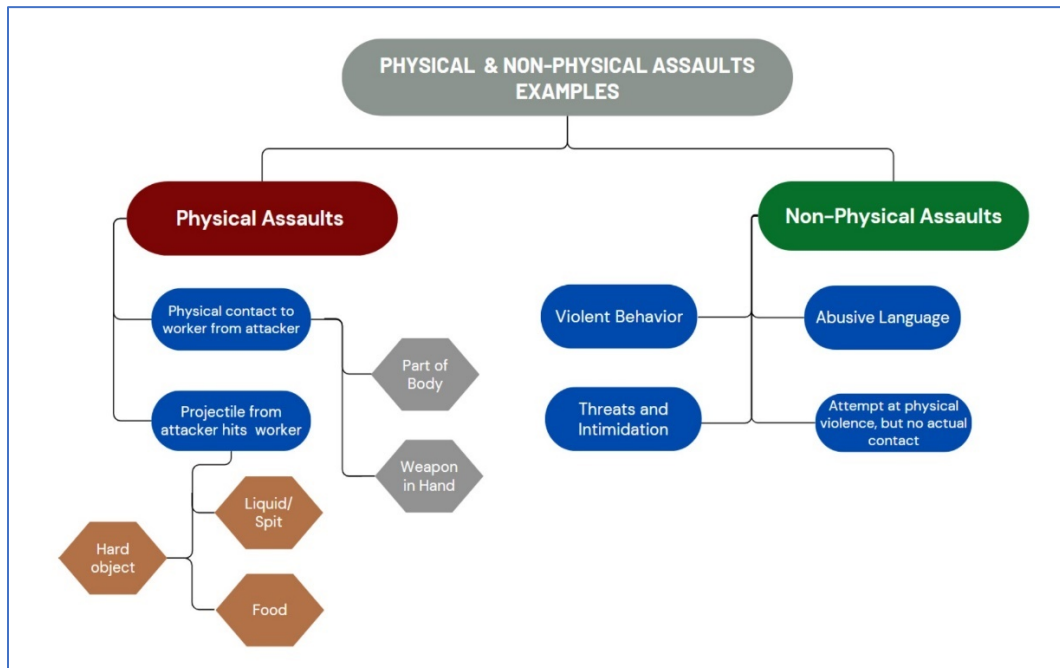 PHYSICAL & NON-PHYSICAL ASSAULTS
EXAMPLES
Physical Assaults
Non-Physical Assaults
Physical contact to
worker from attacker
Part of
Body
Weapon
in Hand
Projectile from
attacker hits worker
Liquid/
Spit
Hard
object
Food
Violent Behavior
Abusive Language
Threats and
Intimidation
Attempt at physical
violence, but no actual
contact